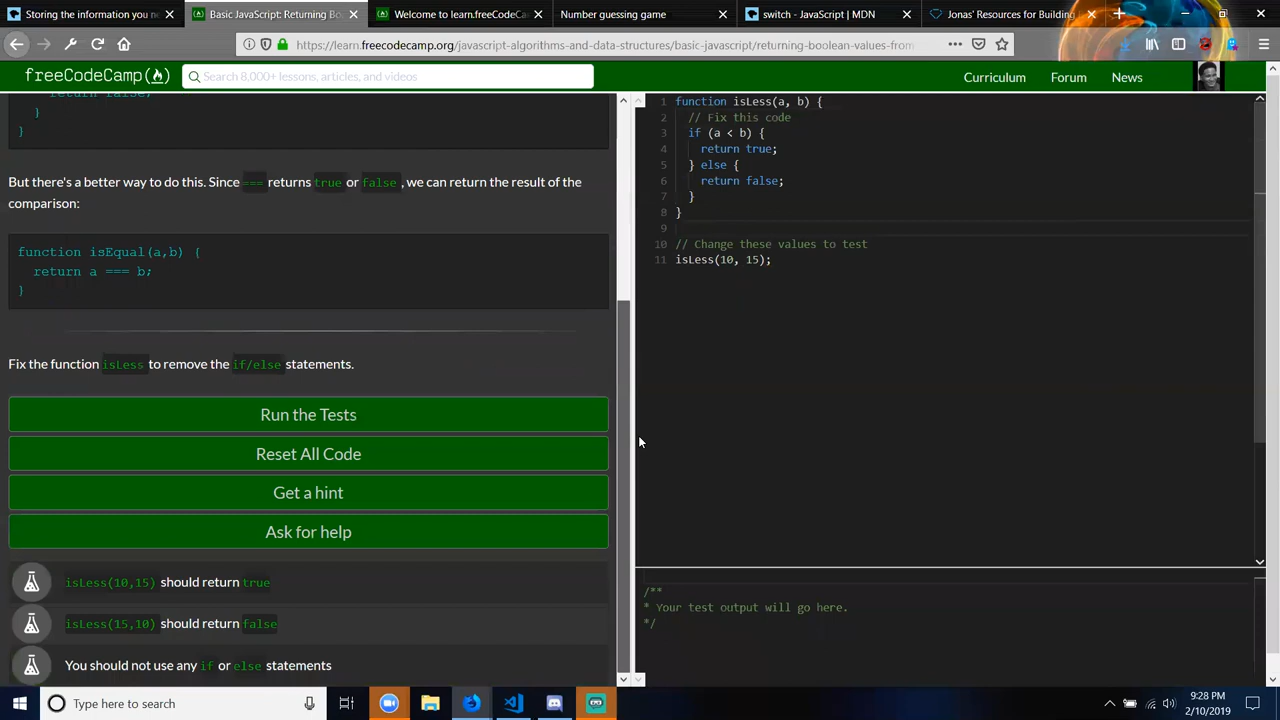 Storing the information you n
Basic JavaScript: Returning Bo
Welcome to learn.freeCodeCa
Number guessing game
switch - JavaScript | MDN
Jonas' Resources for Building
https://learn.freecodecamp.org/javascript-algorithms-and-data-structures/basic-javascript/returning-boolean-values-from
freeCodeCamp
Search 8,000+ lessons, articles, and videos
Curriculum
Forum
News
return false;
}
}
But there's a better way to do this. Since === returns true or false , we can return the result of the
comparison:
function isEqual(a,b) {
return a === b;
}
Fix the function isLess to remove the if/else statements.
Run the Tests
Reset All Code
Get a hint
Ask for help
isLess(10,15) should return true
isLess(15,10) should return false
You should not use any if or else statements
1 function isLess(a, b) {
2 // Fix this code
3 if (a < b) {
4 return true;
5 } else {
6 return false;
7 }
8 }
9
10 // Change these values to test
11 isLess(10, 15);
/**
* Your test output will go here.
*/
Type here to search
9:28 PM
2/10/2019